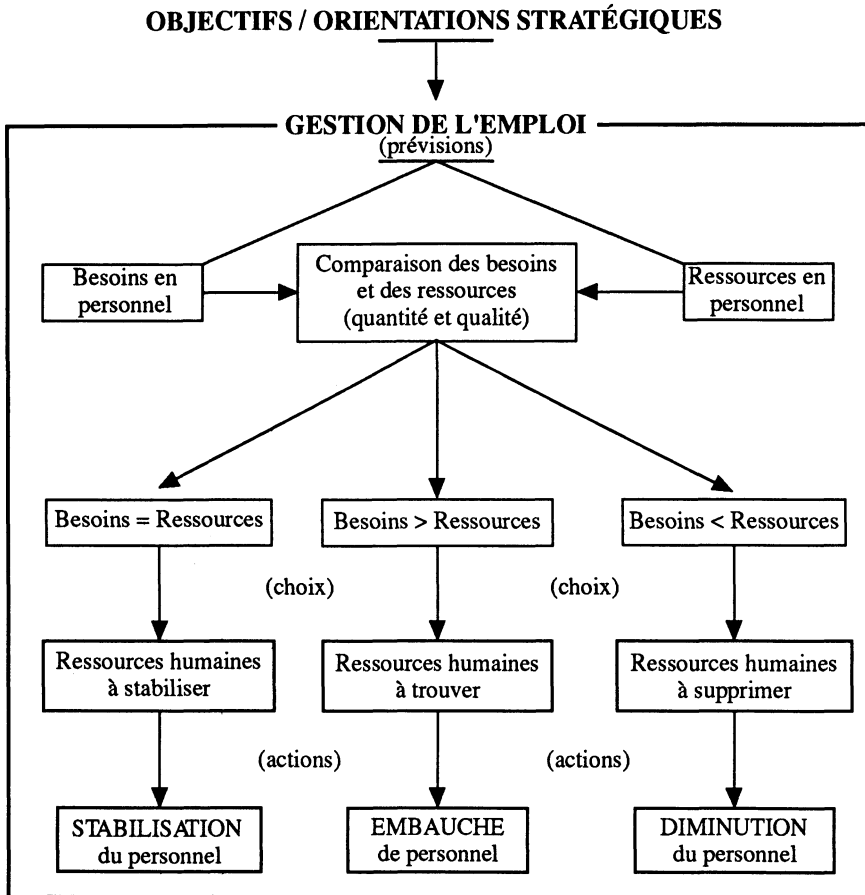 OBJECTIFS / ORIENTATIONS STRATÉGIQUES
GESTION DE L'EMPLOI
(prévisions)
Besoins en
personnel
Comparaison des besoins
et des ressources
(quantité et qualité)
Ressources en
personnel
Besoins = Ressources
Besoins > Ressources
Besoins < Ressources
(choix)
(choix)
Ressources humaines
à stabiliser
Ressources humaines
à trouver
Ressources humaines
à supprimer
(actions)
(actions)
STABILISATION
du personnel
EMBAUCHE
de personnel
DIMINUTION
du personnel